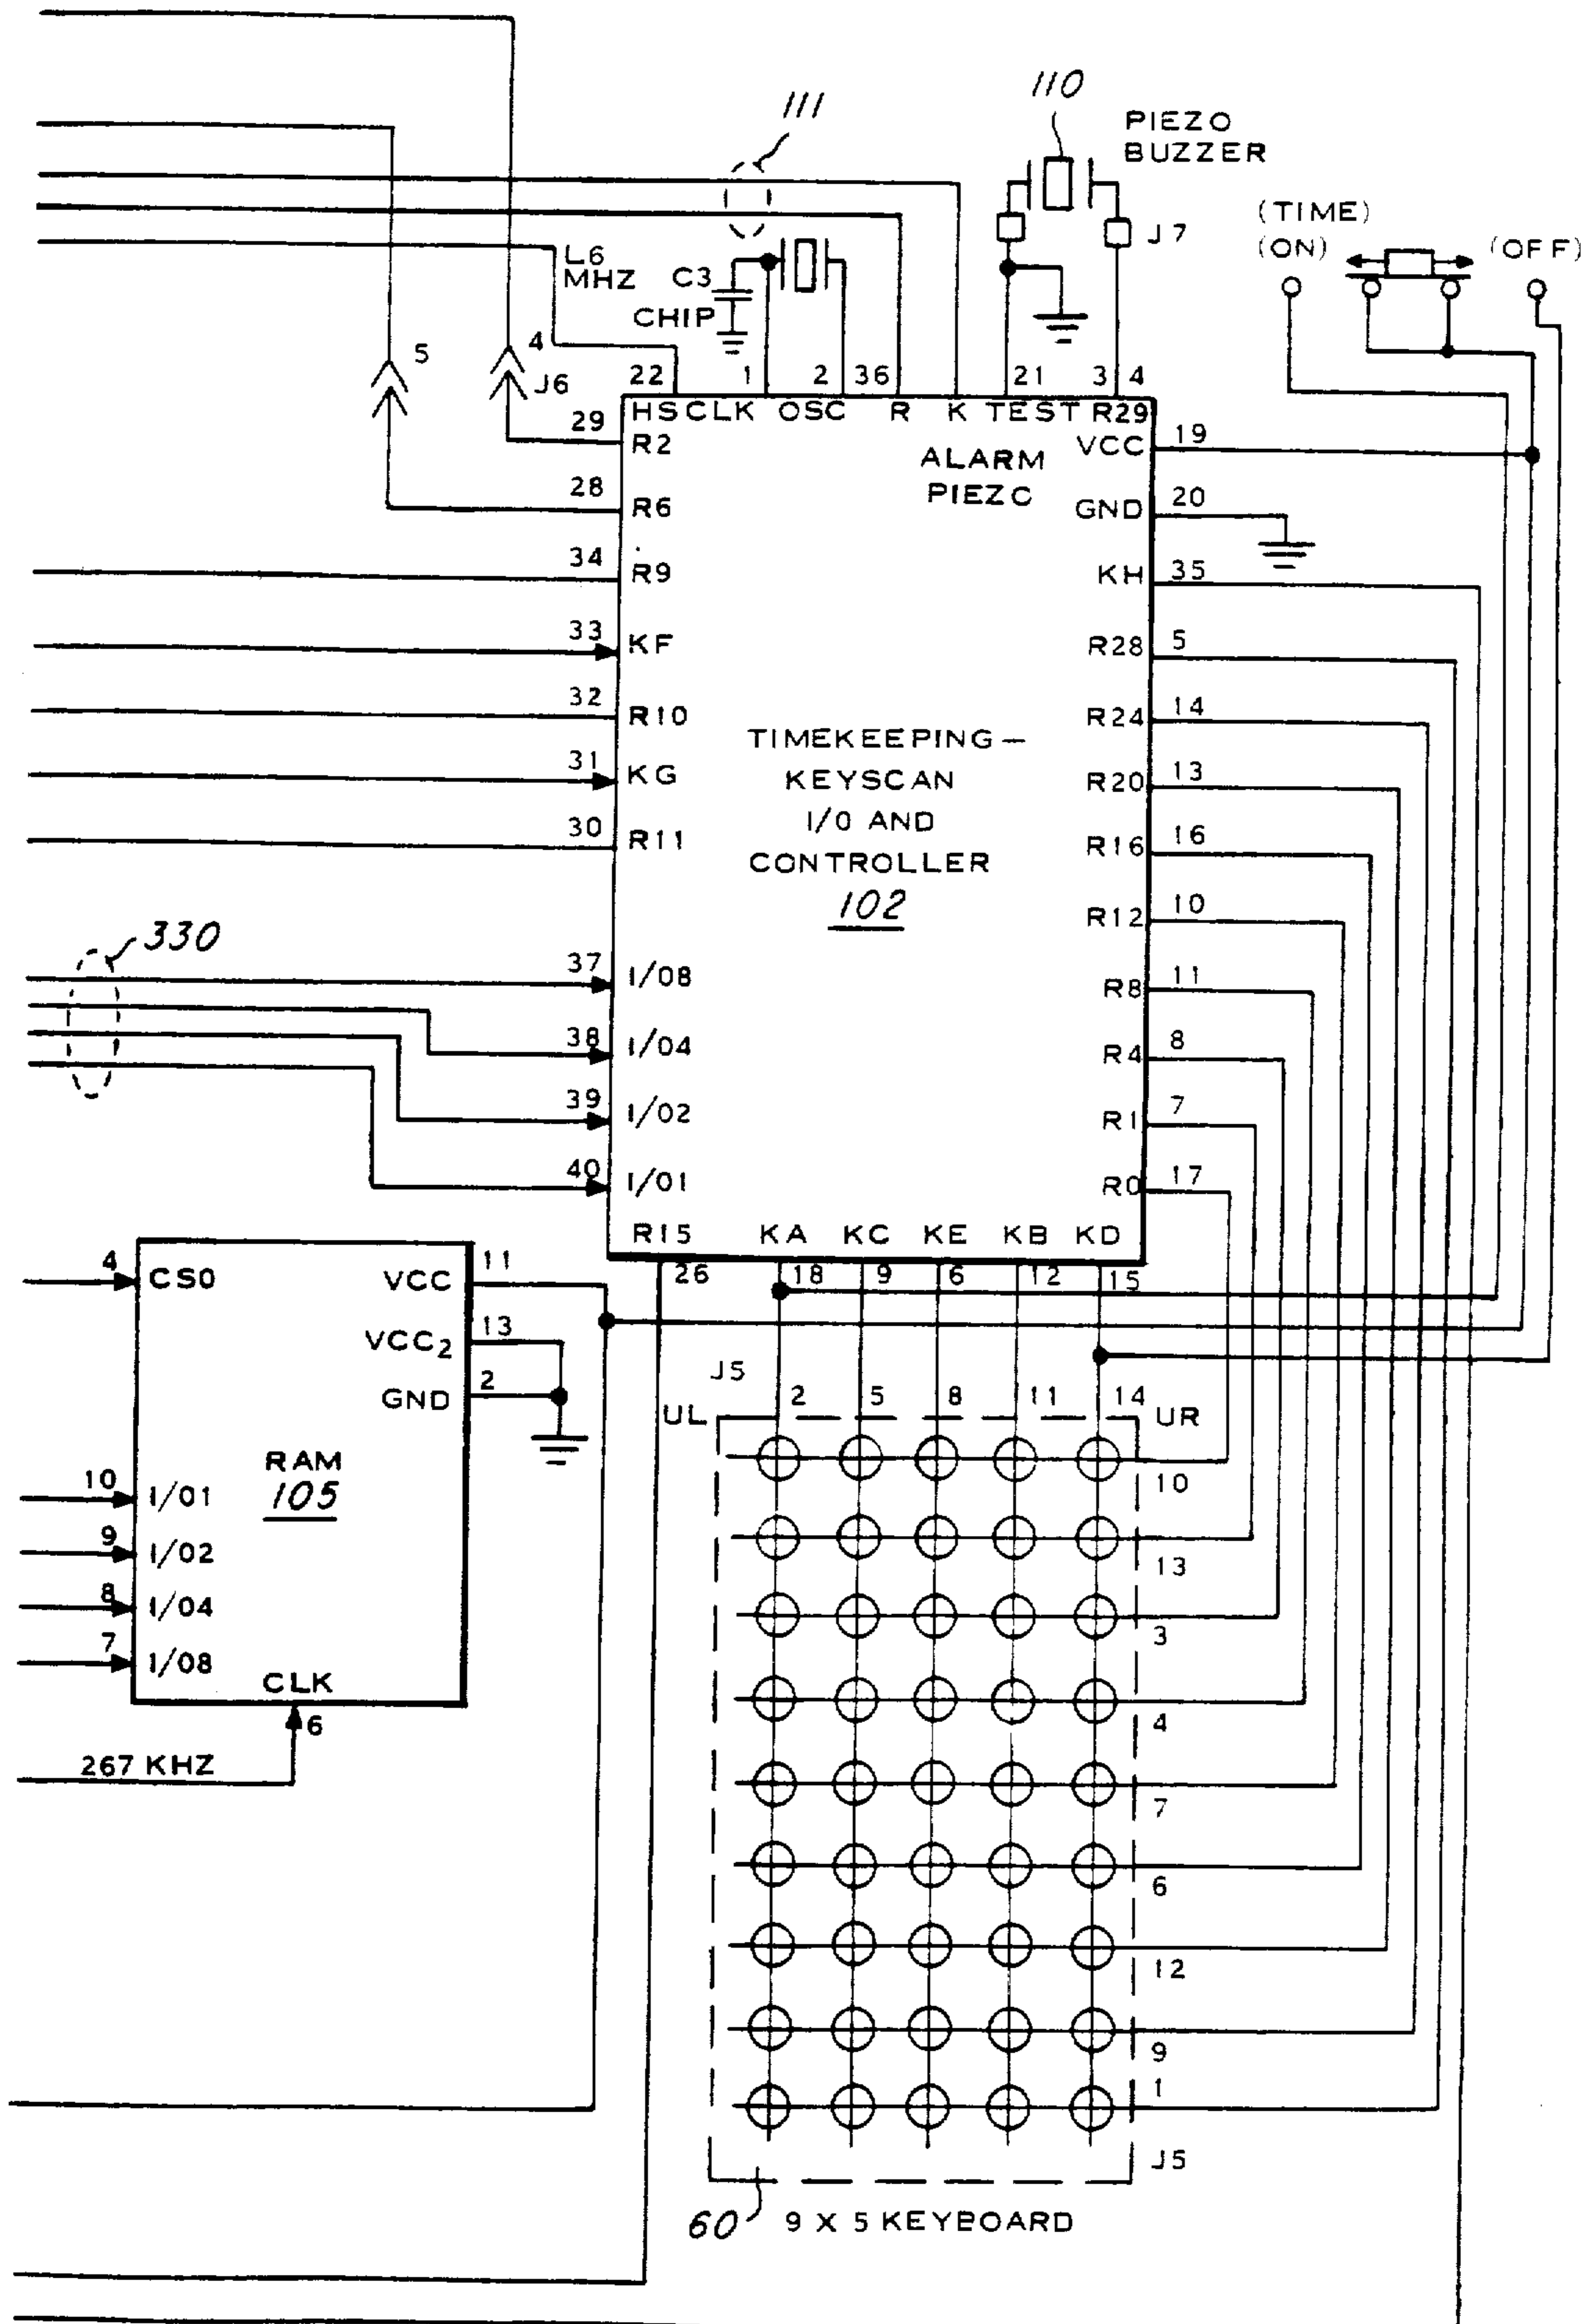 110
111
PIEZO
BUZZER
J7
(TIME)
(ON)
(OFF)
L6
MHZ
C3
CHIP
5
4
J6
22
1
2
36
21
3
4
HSCLK
OSC
R
K
TEST
R29
29
R2
ALARM
PIEZC
VCC
19
28
R6
GND
20
34
R9
KH
35
33
KF
R28
5
32
R10
R24
14
TIMEKEEPING—
KEYSCAN
I/O AND
CONTROLLER
102
31
KG
R20
13
30
R11
R16
16
R12
10
330
37
I/08
R8
11
38
I/04
R4
8
39
I/02
R1
7
40
I/01
R0
17
R15
KA
KC
KE
KB
KD
26
18
9
6
12
15
4
CS0
VCC
11
VCC2
13
GND
2
RAM
105
10
I/01
9
I/02
8
I/04
7
I/08
CLK
6
267 KHZ
J5
UL
2
5
8
11
14
UR
10
13
3
4
7
6
12
9
1
J5
60
9 X 5 KEYBOARD